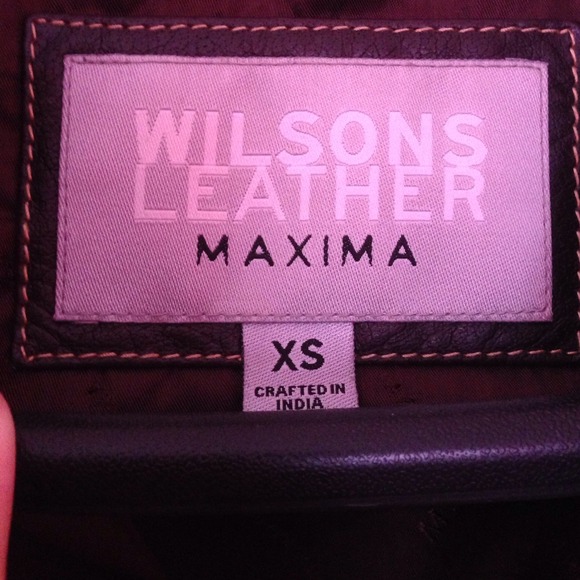 WILSONS
LEATHER
MAXIMA
XS
CRAFTED IN
INDIA